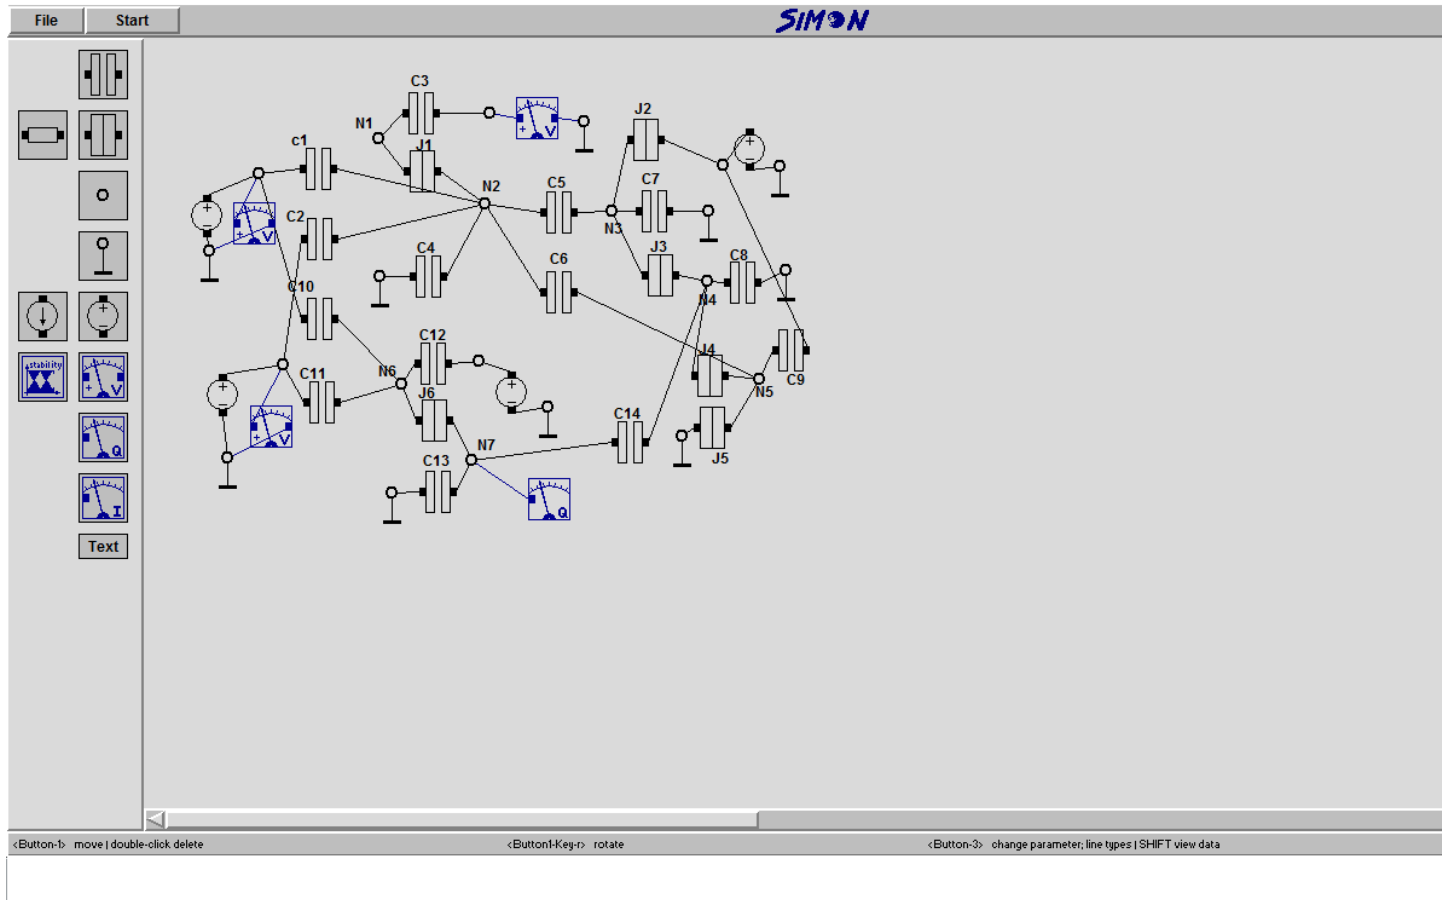 File Start SIMON
C3
J2
N1
c1
J1
N2
C5
C7
C2
N3
C4
C6
J3
C8
C10
N4
C12
J4
N6
C11
C9
J6
N5
C14
N7
C13
J5
+ V
+ V
+ V
Q
stability
+ V
Q
I
Text
<Button-1> move | double-click delete <Button1-Key-r> rotate <Button-3> change parameter; line types | SHIFT view data